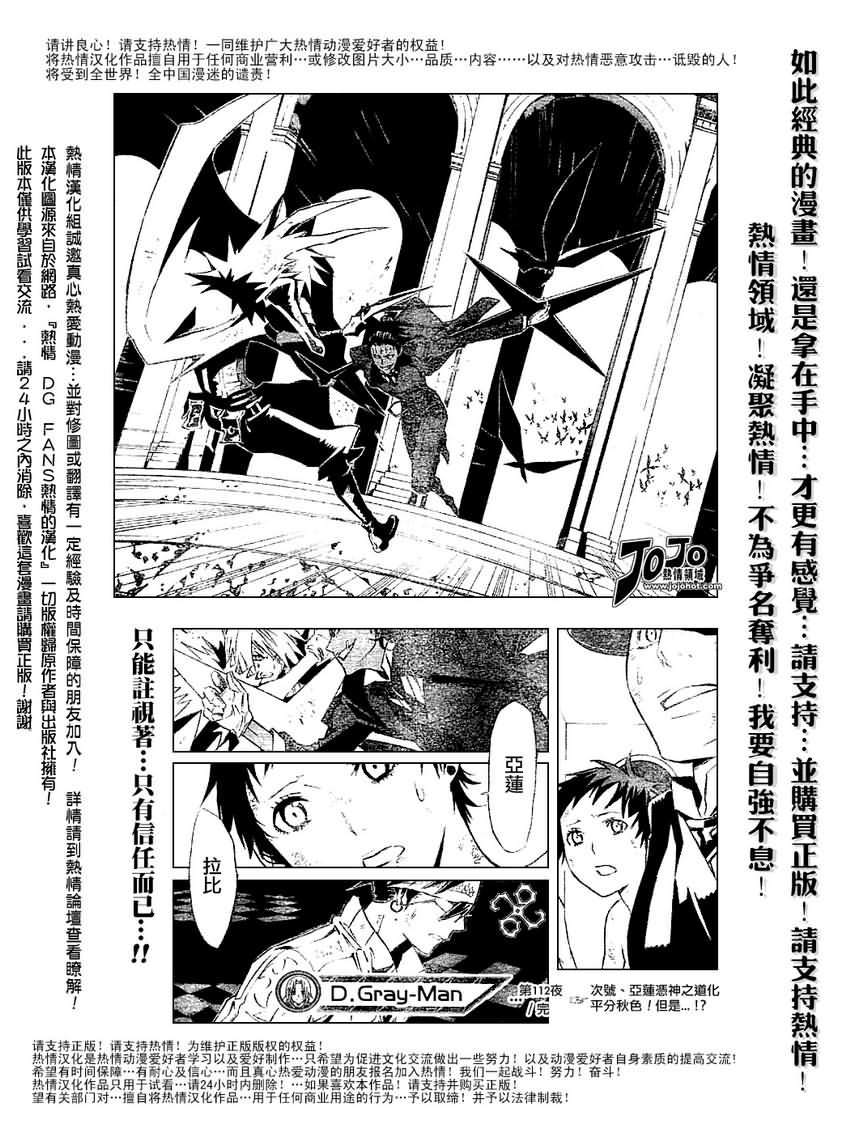 请讲良心！请支持热情！一同维护广大热情动漫爱好者的权益！
将热情汉化作品擅自用于任何商业营利…或修改图片大小…品质…内容……以及对热情恶意攻击…诋毁的人！
将受到全世界！全中国漫迷的谴责！
如此經典的漫畫！還是拿在手中…才更有感覺…請支持…並購買正版！請支持熱情！
熱情領域！凝聚熱情！不為爭名奪利！我要自強不息！
熱情漢化組誠邀真心熱愛動漫…並對修圖或翻譯有一定經驗及時間保障的朋友加入！ 詳情請到熱情論壇查看瞭解！
本漢化圖源來自於網路．『熱情 DG FANS熱情的漢化』一切版權歸原作者與出版社擁有！
此版本僅供學習試看交流...請24小時之內消除．喜歡這套漫畫請購買正版！謝謝
JOJO
熱情領域
www.jojohot.com
亞蓮
拉比
只能註視著…只有信任而已…!!
D.Gray-Man
第112夜
/完
次號、亞蓮憑神之道化
平分秋色！但是...!?
请支持正版！请支持热情！为维护正版版权的权益！
热情汉化是热情动漫爱好者学习以及爱好制作…只希望为促进文化交流做出一些努力！以及动漫爱好者自身素质的提高交流！
希望有时间保障…有耐心及信心…而且真心热爱动漫的朋友报名加入热情！我们一起战斗！努力！奋斗！
热情汉化作品只用于试看…请24小时内删除！…如果喜欢本作品！请支持并购买正版！
望有关部门对…擅自将热情汉化作品…用于任何商业用途的行为…予以取缔！并予以法律制裁！